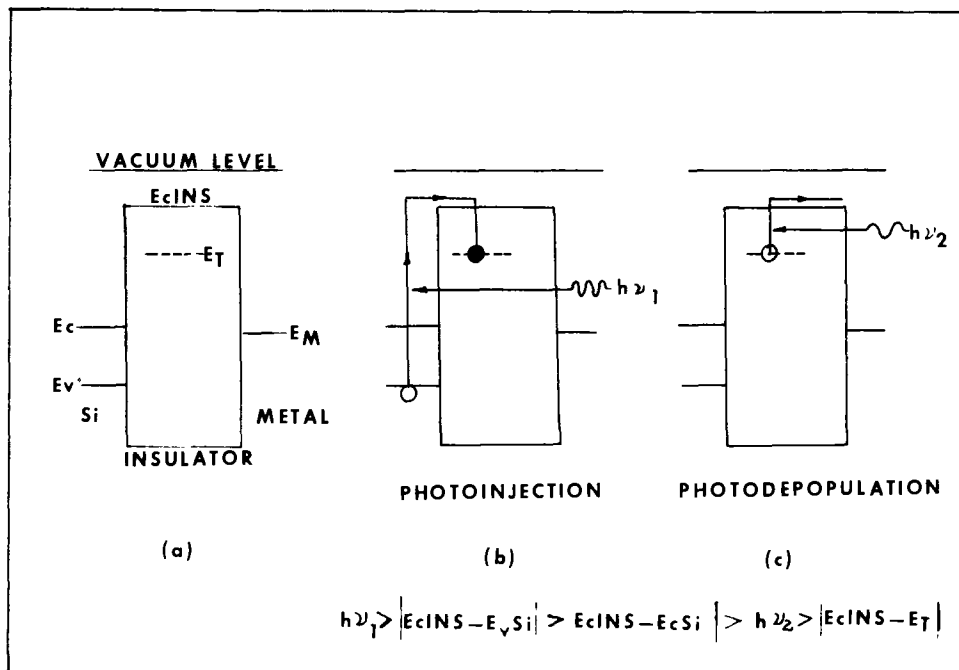 VACUUM LEVEL
EcINS
E_T
Ec
E_M
Ev
Si
METAL
INSULATOR
(a)
hν₁
PHOTOINJECTION
(b)
hν₂
PHOTODEPOPULATION
(c)
hν₁ > |EcINS – E_vSi| > EcINS – EcSi | > hν₂ > |EcINS – E_T|